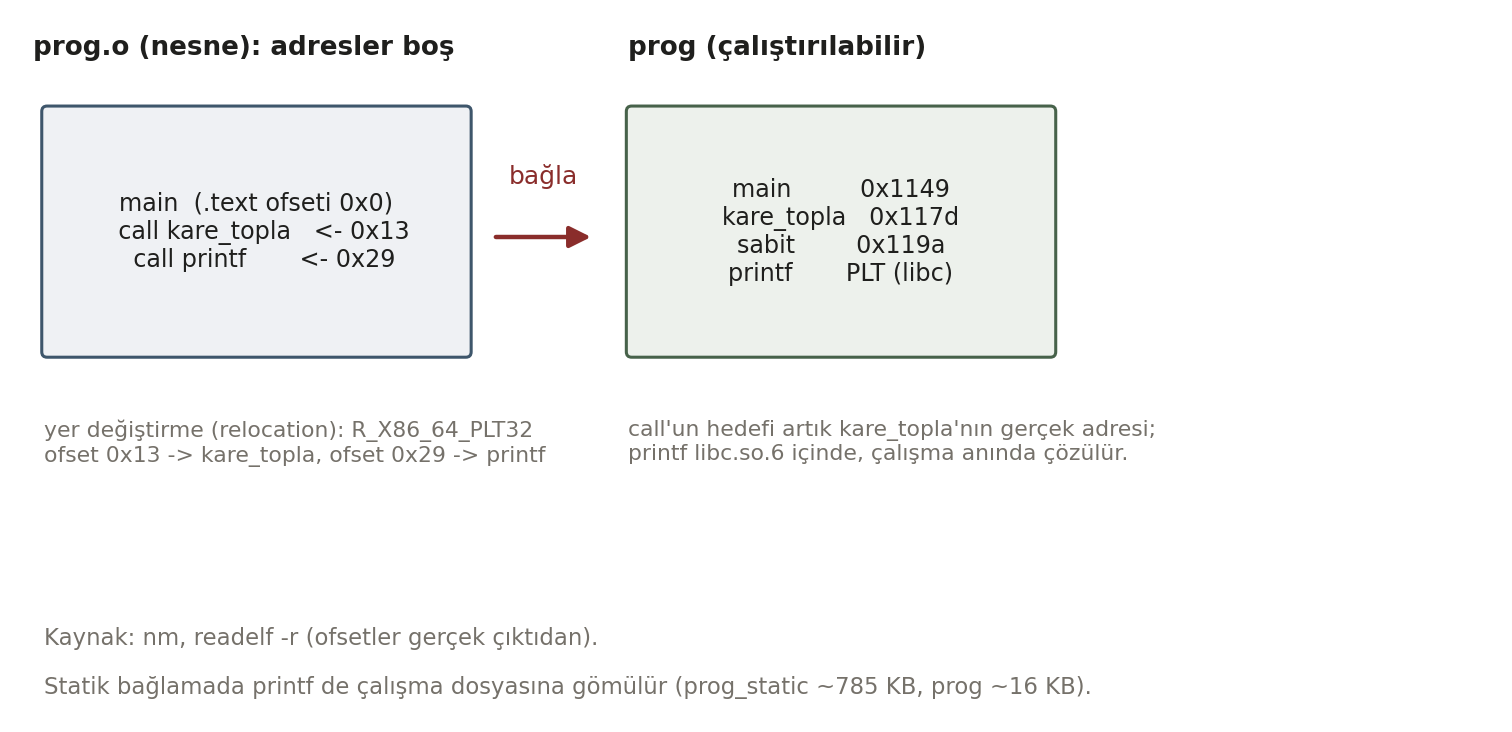 prog.o (nesne): adresler boş
main  (.text ofseti 0x0)
call kare_topla   <- 0x13
call printf       <- 0x29
yer değiştirme (relocation): R_X86_64_PLT32
ofset 0x13 -> kare_topla, ofset 0x29 -> printf
bağla
prog (çalıştırılabilir)
main         0x1149
kare_topla   0x117d
sabit        0x119a
printf       PLT (libc)
call'un hedefi artık kare_topla'nın gerçek adresi;
printf libc.so.6 içinde, çalışma anında çözülür.
Kaynak: nm, readelf -r (ofsetler gerçek çıktıdan).
Statik bağlamada printf de çalışma dosyasına gömülür (prog_static ~785 KB, prog ~16 KB).